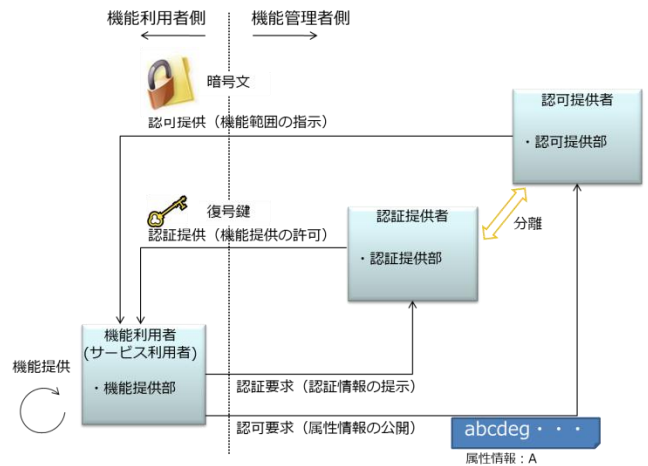 機能利用者側
機能管理者側
暗号文
認可提供（機能範囲の指示）
認可提供者
・認可提供部
復号鍵
認証提供（機能提供の許可）
認証提供者
・認証提供部
分離
機能利用者
(サービス利用者)
・機能提供部
機能提供
認証要求（認証情報の提示）
認可要求（属性情報の公開）
abcdeg・・・
属性情報：A